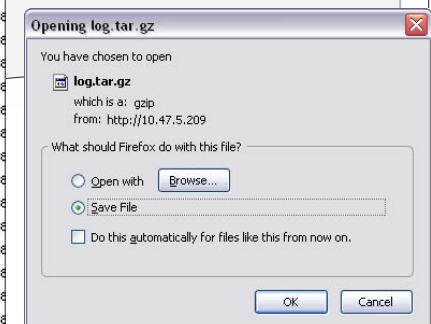 Opening log.tar.gz
You have chosen to open
log.tar.gz
which is a: gzip
from: http://10.47.5.209
What should Firefox do with this file?
Open with Browse...
Save File
Do this automatically for files like this from now on.
OK Cancel